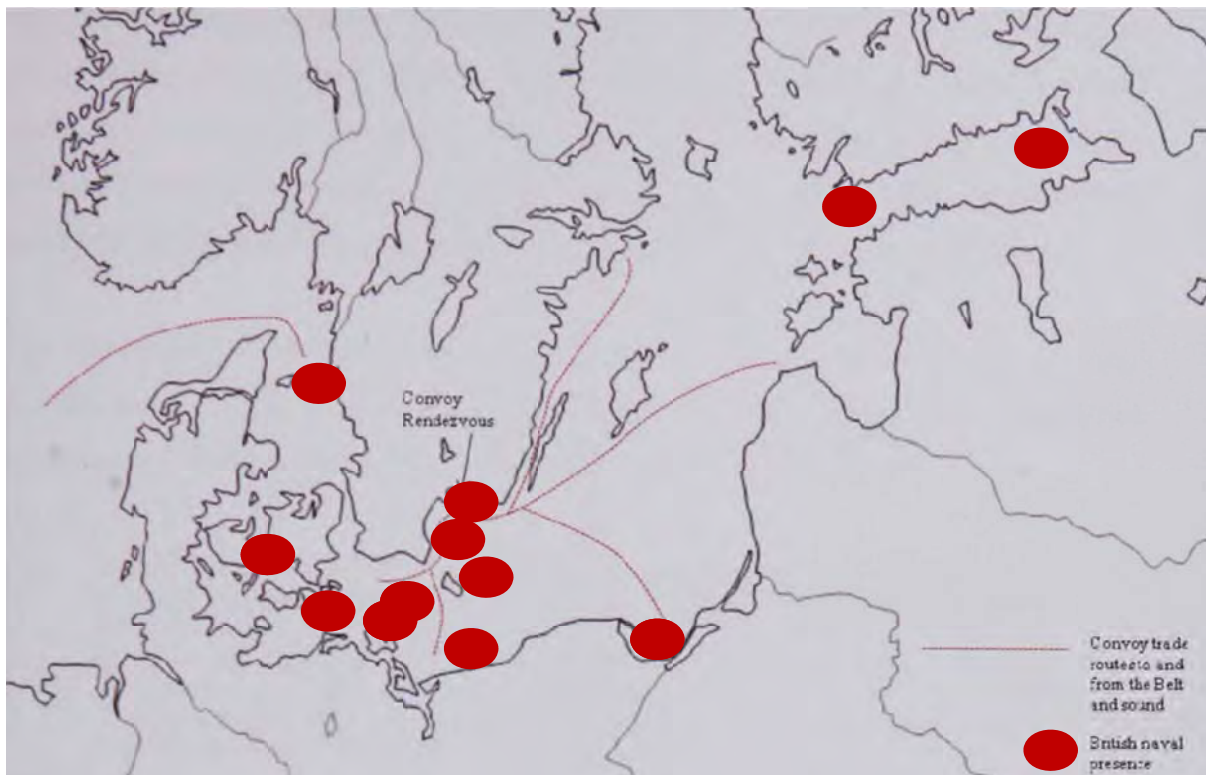 Convoy
Rendezvous
Convoy trade
routes to and
from the Belt
and sound
British naval
presence